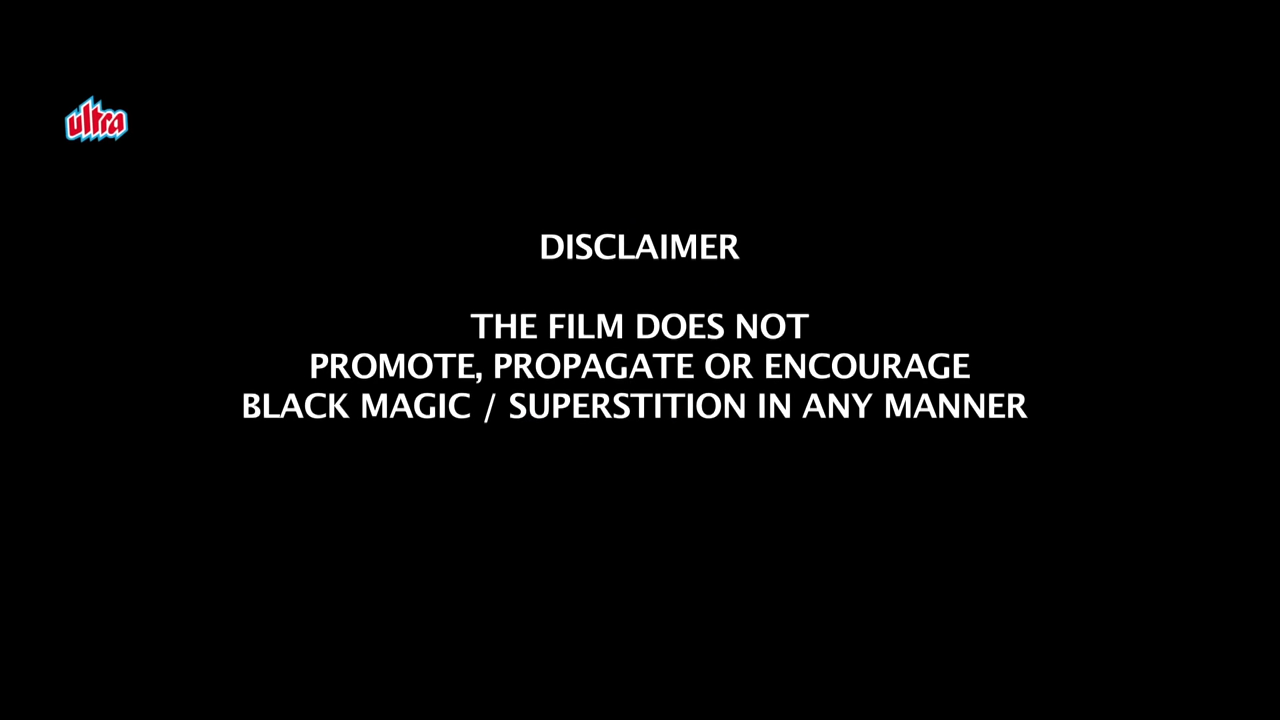 ultra
DISCLAIMER
THE FILM DOES NOT
PROMOTE, PROPAGATE OR ENCOURAGE
BLACK MAGIC / SUPERSTITION IN ANY MANNER